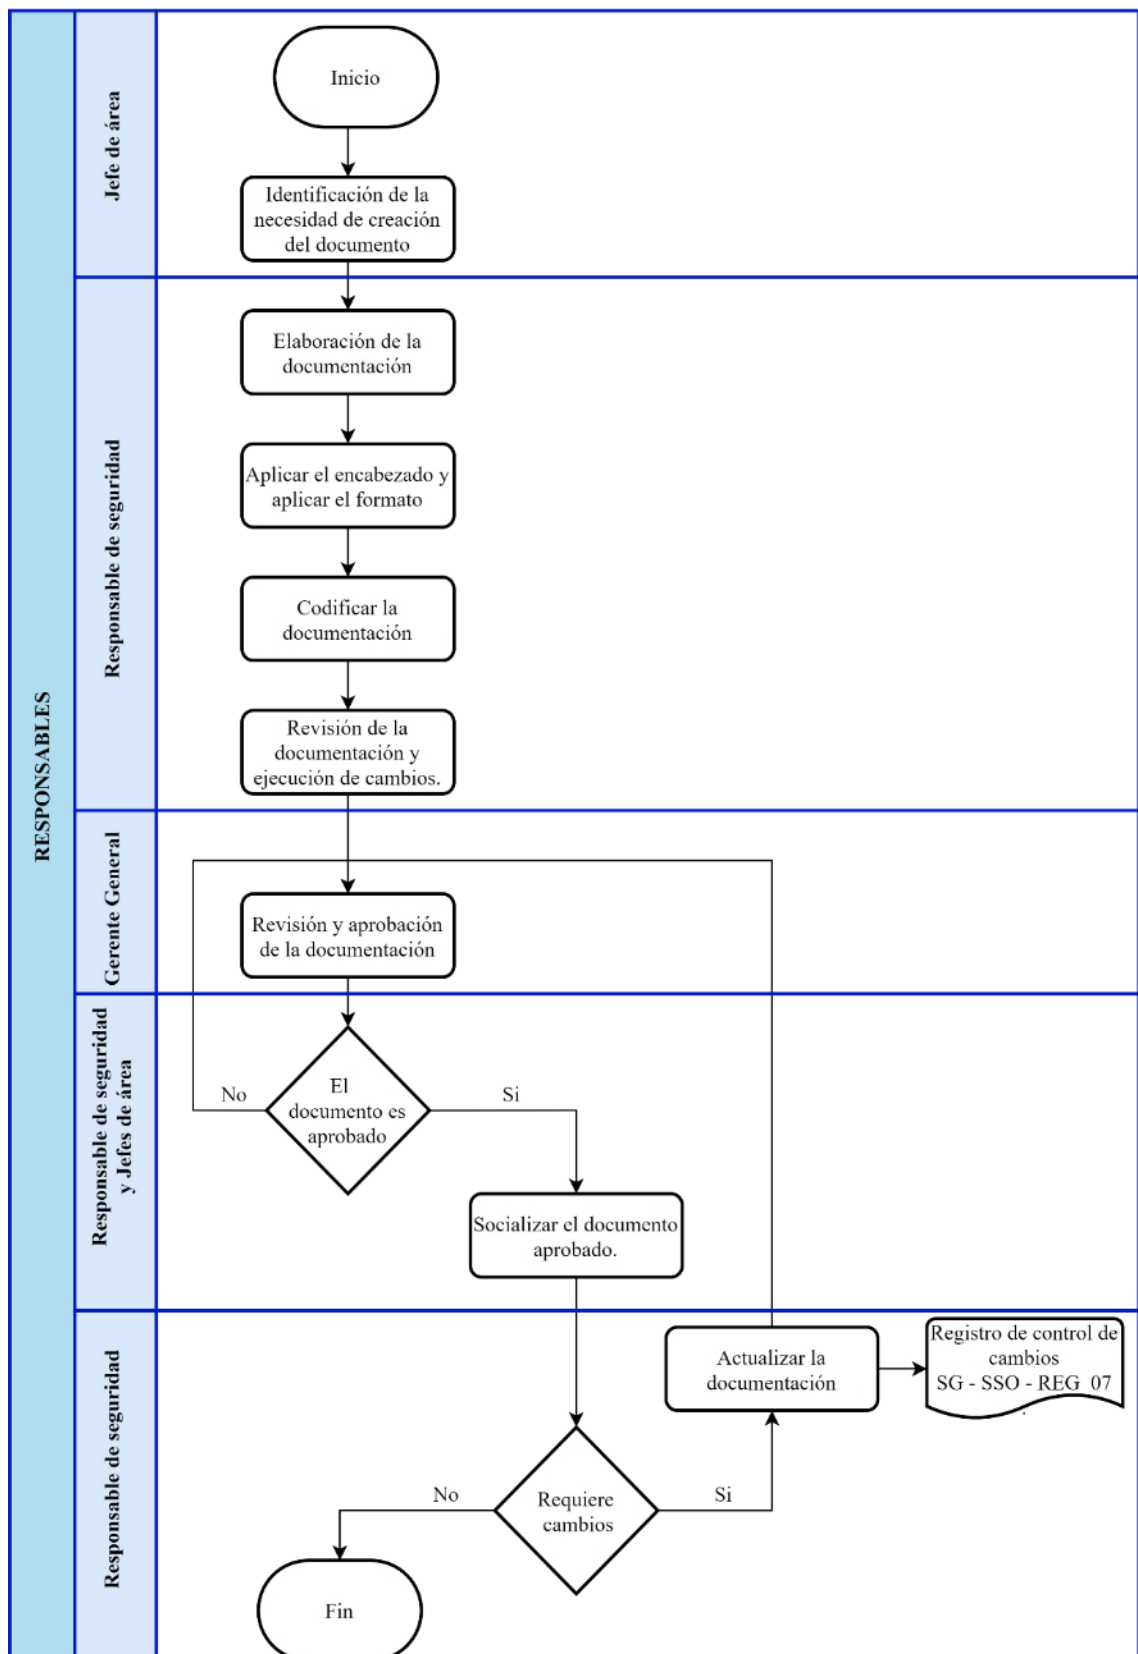 RESPONSABLES
Jefe de área
Inicio
Identificación de la
necesidad de creación
del documento
Responsable de seguridad
Elaboración de la
documentación
Aplicar el encabezado y
aplicar el formato
Codificar la
documentación
Revisión de la
documentación y
ejecución de cambios.
Gerente General
Revisión y aprobación
de la documentación
Responsable de seguridad
y Jefes de área
El
documento es
aprobado
No
Si
Socializar el documento
aprobado.
Responsable de seguridad
Actualizar la
documentación
Registro de control de
cambios
SG - SSO - REG 07
.
Requiere
cambios
No
Si
Fin